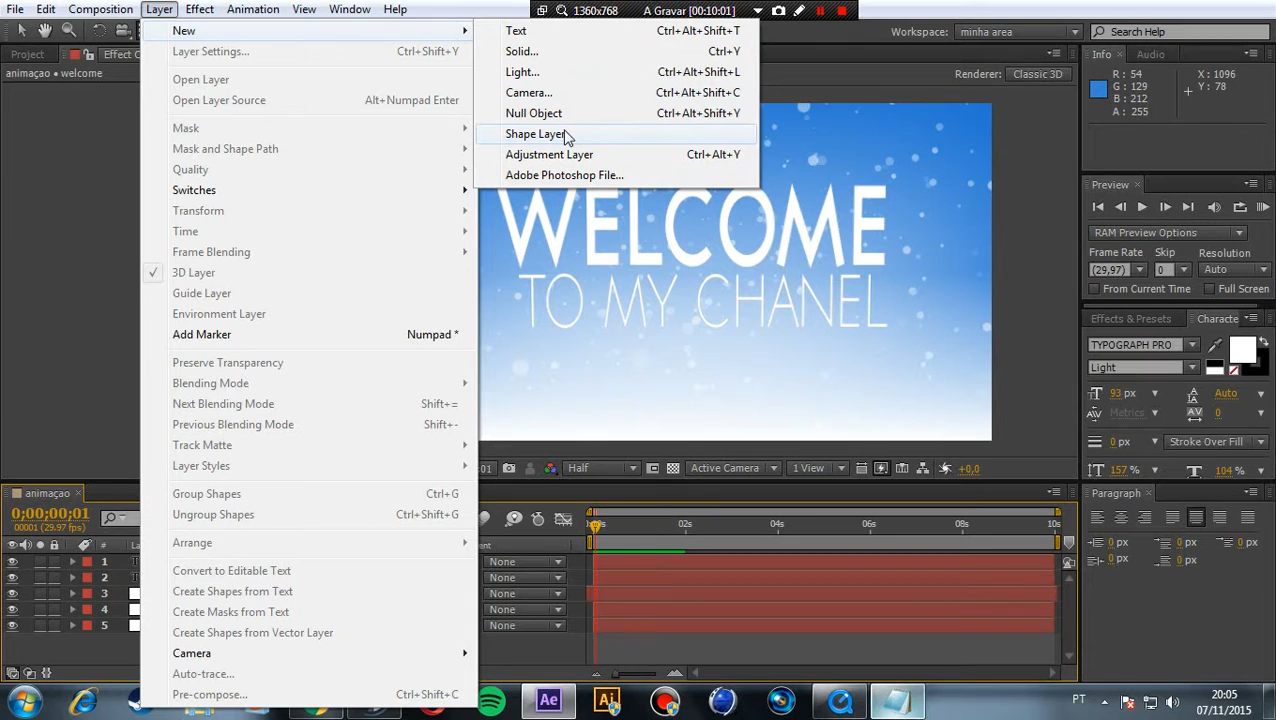 File Edit Composition Layer Effect Animation View Window Help
1360x768 A Gravar [00:10:01]
Workspace: minha area Search Help
Project Effect C
animaçao • welcome
New
Layer Settings... Ctrl+Shift+Y
Open Layer
Open Layer Source Alt+Numpad Enter
Mask
Mask and Shape Path
Quality
Switches
Transform
Time
Frame Blending
3D Layer
Guide Layer
Environment Layer
Add Marker Numpad *
Preserve Transparency
Blending Mode
Next Blending Mode Shift+=
Previous Blending Mode Shift+-
Track Matte
Layer Styles
Group Shapes Ctrl+G
Ungroup Shapes Ctrl+Shift+G
Arrange
Convert to Editable Text
Create Shapes from Text
Create Masks from Text
Create Shapes from Vector Layer
Camera
Auto-trace...
Pre-compose... Ctrl+Shift+C
Text Ctrl+Alt+Shift+T
Solid... Ctrl+Y
Light... Ctrl+Alt+Shift+L
Camera... Ctrl+Alt+Shift+C
Null Object Ctrl+Alt+Shift+Y
Shape Layer
Adjustment Layer Ctrl+Alt+Y
Adobe Photoshop File...
Renderer: Classic 3D
WELCOME
TO MY CHANEL
:01 Half Active Camera 1 View +0,0
Info Audio
R : 54 X : 1096
G : 129 Y : 78
B : 212
A : 255
Preview
RAM Preview Options
Frame Rate Skip Resolution
(29,97) 0 Auto
From Current Time Full Screen
Effects & Presets Characte
TYPOGRAPH PRO
Light
93 px Auto
Metrics 0
0 px Stroke Over Fill
157 % 104 %
Paragraph
0 px 0 px 0 px
0 px 0 px
animaçao
0;00;00;01
00001 (29.97 fps)
# La
ent
0s 02s 04s 06s 08s 10s
1 T None
2 T None
3 None
4 None
5 None
Ae Ai
PT 20:05
07/11/2015